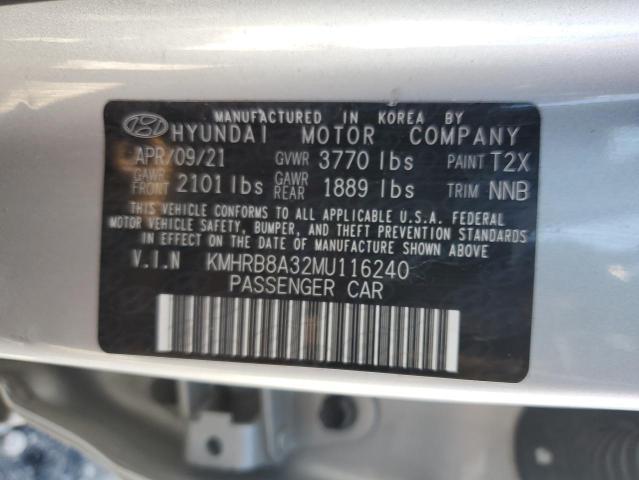 MANUFACTURED IN KOREA BY
HYUNDAI MOTOR COMPANY
APR/09/21 GVWR 3770 lbs PAINT T2X
GAWR FRONT 2101 lbs GAWR REAR 1889 lbs TRIM NNB
THIS VEHICLE CONFORMS TO ALL APPLICABLE U.S.A. FEDERAL
MOTOR VEHICLE SAFETY, BUMPER, AND THEFT PREVENTION STANDARDS
IN EFFECT ON THE DATE OF MANUFACTURE SHOWN ABOVE
V.I.N KMHRB8A32MU116240
PASSENGER CAR